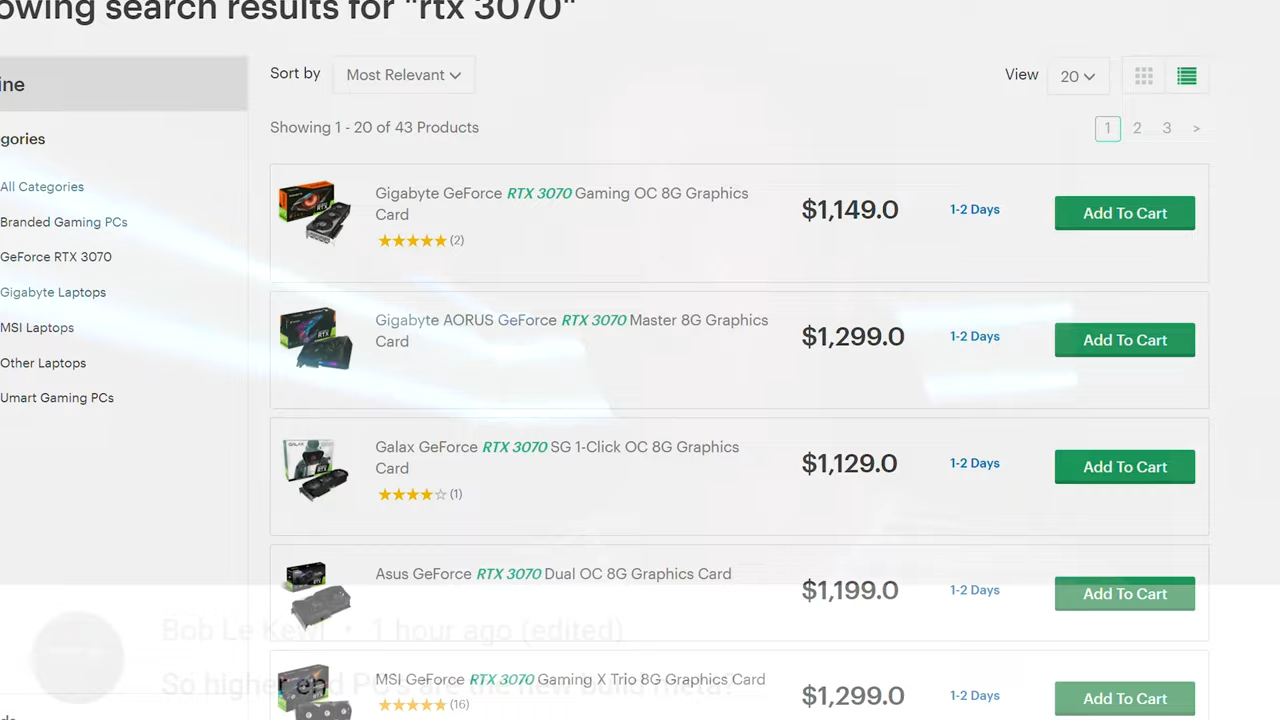 owing search results for "rtx 3070"
ine
Sort by
Most Relevant
View
20
gories
Showing 1 - 20 of 43 Products
1 2 3 >
All Categories
Branded Gaming PCs
GeForce RTX 3070
Gigabyte Laptops
MSI Laptops
Other Laptops
Umart Gaming PCs
Gigabyte GeForce RTX 3070 Gaming OC 8G Graphics
Card
(2)
$1,149.0
1-2 Days
Add To Cart
Gigabyte AORUS GeForce RTX 3070 Master 8G Graphics
Card
$1,299.0
1-2 Days
Add To Cart
Galax GeForce RTX 3070 SG 1-Click OC 8G Graphics
Card
(1)
$1,129.0
1-2 Days
Add To Cart
Asus GeForce RTX 3070 Dual OC 8G Graphics Card
$1,199.0
1-2 Days
Add To Cart
MSI GeForce RTX 3070 Gaming X Trio 8G Graphics Card
(16)
$1,299.0
1-2 Days
Add To Cart
Bob Le Kewl • 1 hour ago (edited)
So higher end PC's are the new build meta?